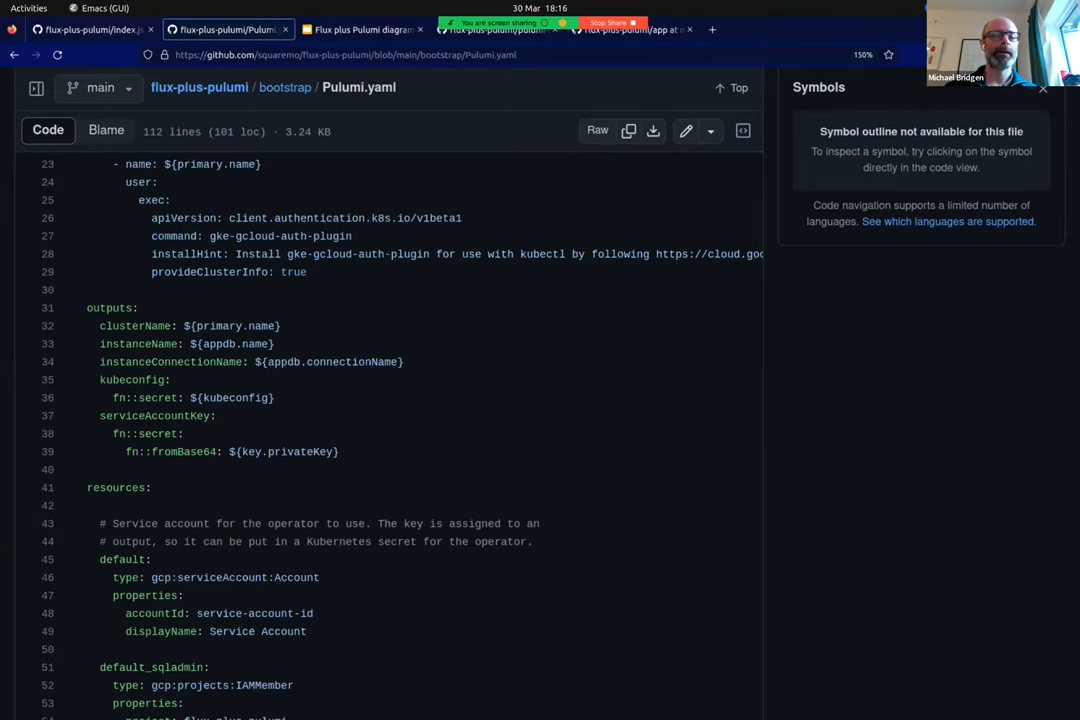 Activities
Emacs (GUI)
30 Mar 18:16
flux-plus-pulumi/index.js
flux-plus-pulumi/Pulumi.
Flux plus Pulumi diagram
flux-plus-pulumi/pulumi-
flux-plus-pulumi/app at m
You are screen sharing
Stop Share
https://github.com/squaremo/flux-plus-pulumi/blob/main/bootstrap/Pulumi.yaml
150%
Michael Bridgen
main
flux-plus-pulumi / bootstrap / Pulumi.yaml
Top
Code
Blame
112 lines (101 loc) · 3.24 KB
Raw
23 - name: ${primary.name}
24 user:
25 exec:
26 apiVersion: client.authentication.k8s.io/v1beta1
27 command: gke-gcloud-auth-plugin
28 installHint: Install gke-gcloud-auth-plugin for use with kubectl by following https://cloud.goo
29 provideClusterInfo: true
30
31 outputs:
32 clusterName: ${primary.name}
33 instanceName: ${appdb.name}
34 instanceConnectionName: ${appdb.connectionName}
35 kubeconfig:
36 fn::secret: ${kubeconfig}
37 serviceAccountKey:
38 fn::secret:
39 fn::fromBase64: ${key.privateKey}
40
41 resources:
42
43 # Service account for the operator to use. The key is assigned to an
44 # output, so it can be put in a Kubernetes secret for the operator.
45 default:
46 type: gcp:serviceAccount:Account
47 properties:
48 accountId: service-account-id
49 displayName: Service Account
50
51 default_sqladmin:
52 type: gcp:projects:IAMMember
53 properties:
Symbols
Symbol outline not available for this file
To inspect a symbol, try clicking on the symbol
directly in the code view.
Code navigation supports a limited number of
languages. See which languages are supported.